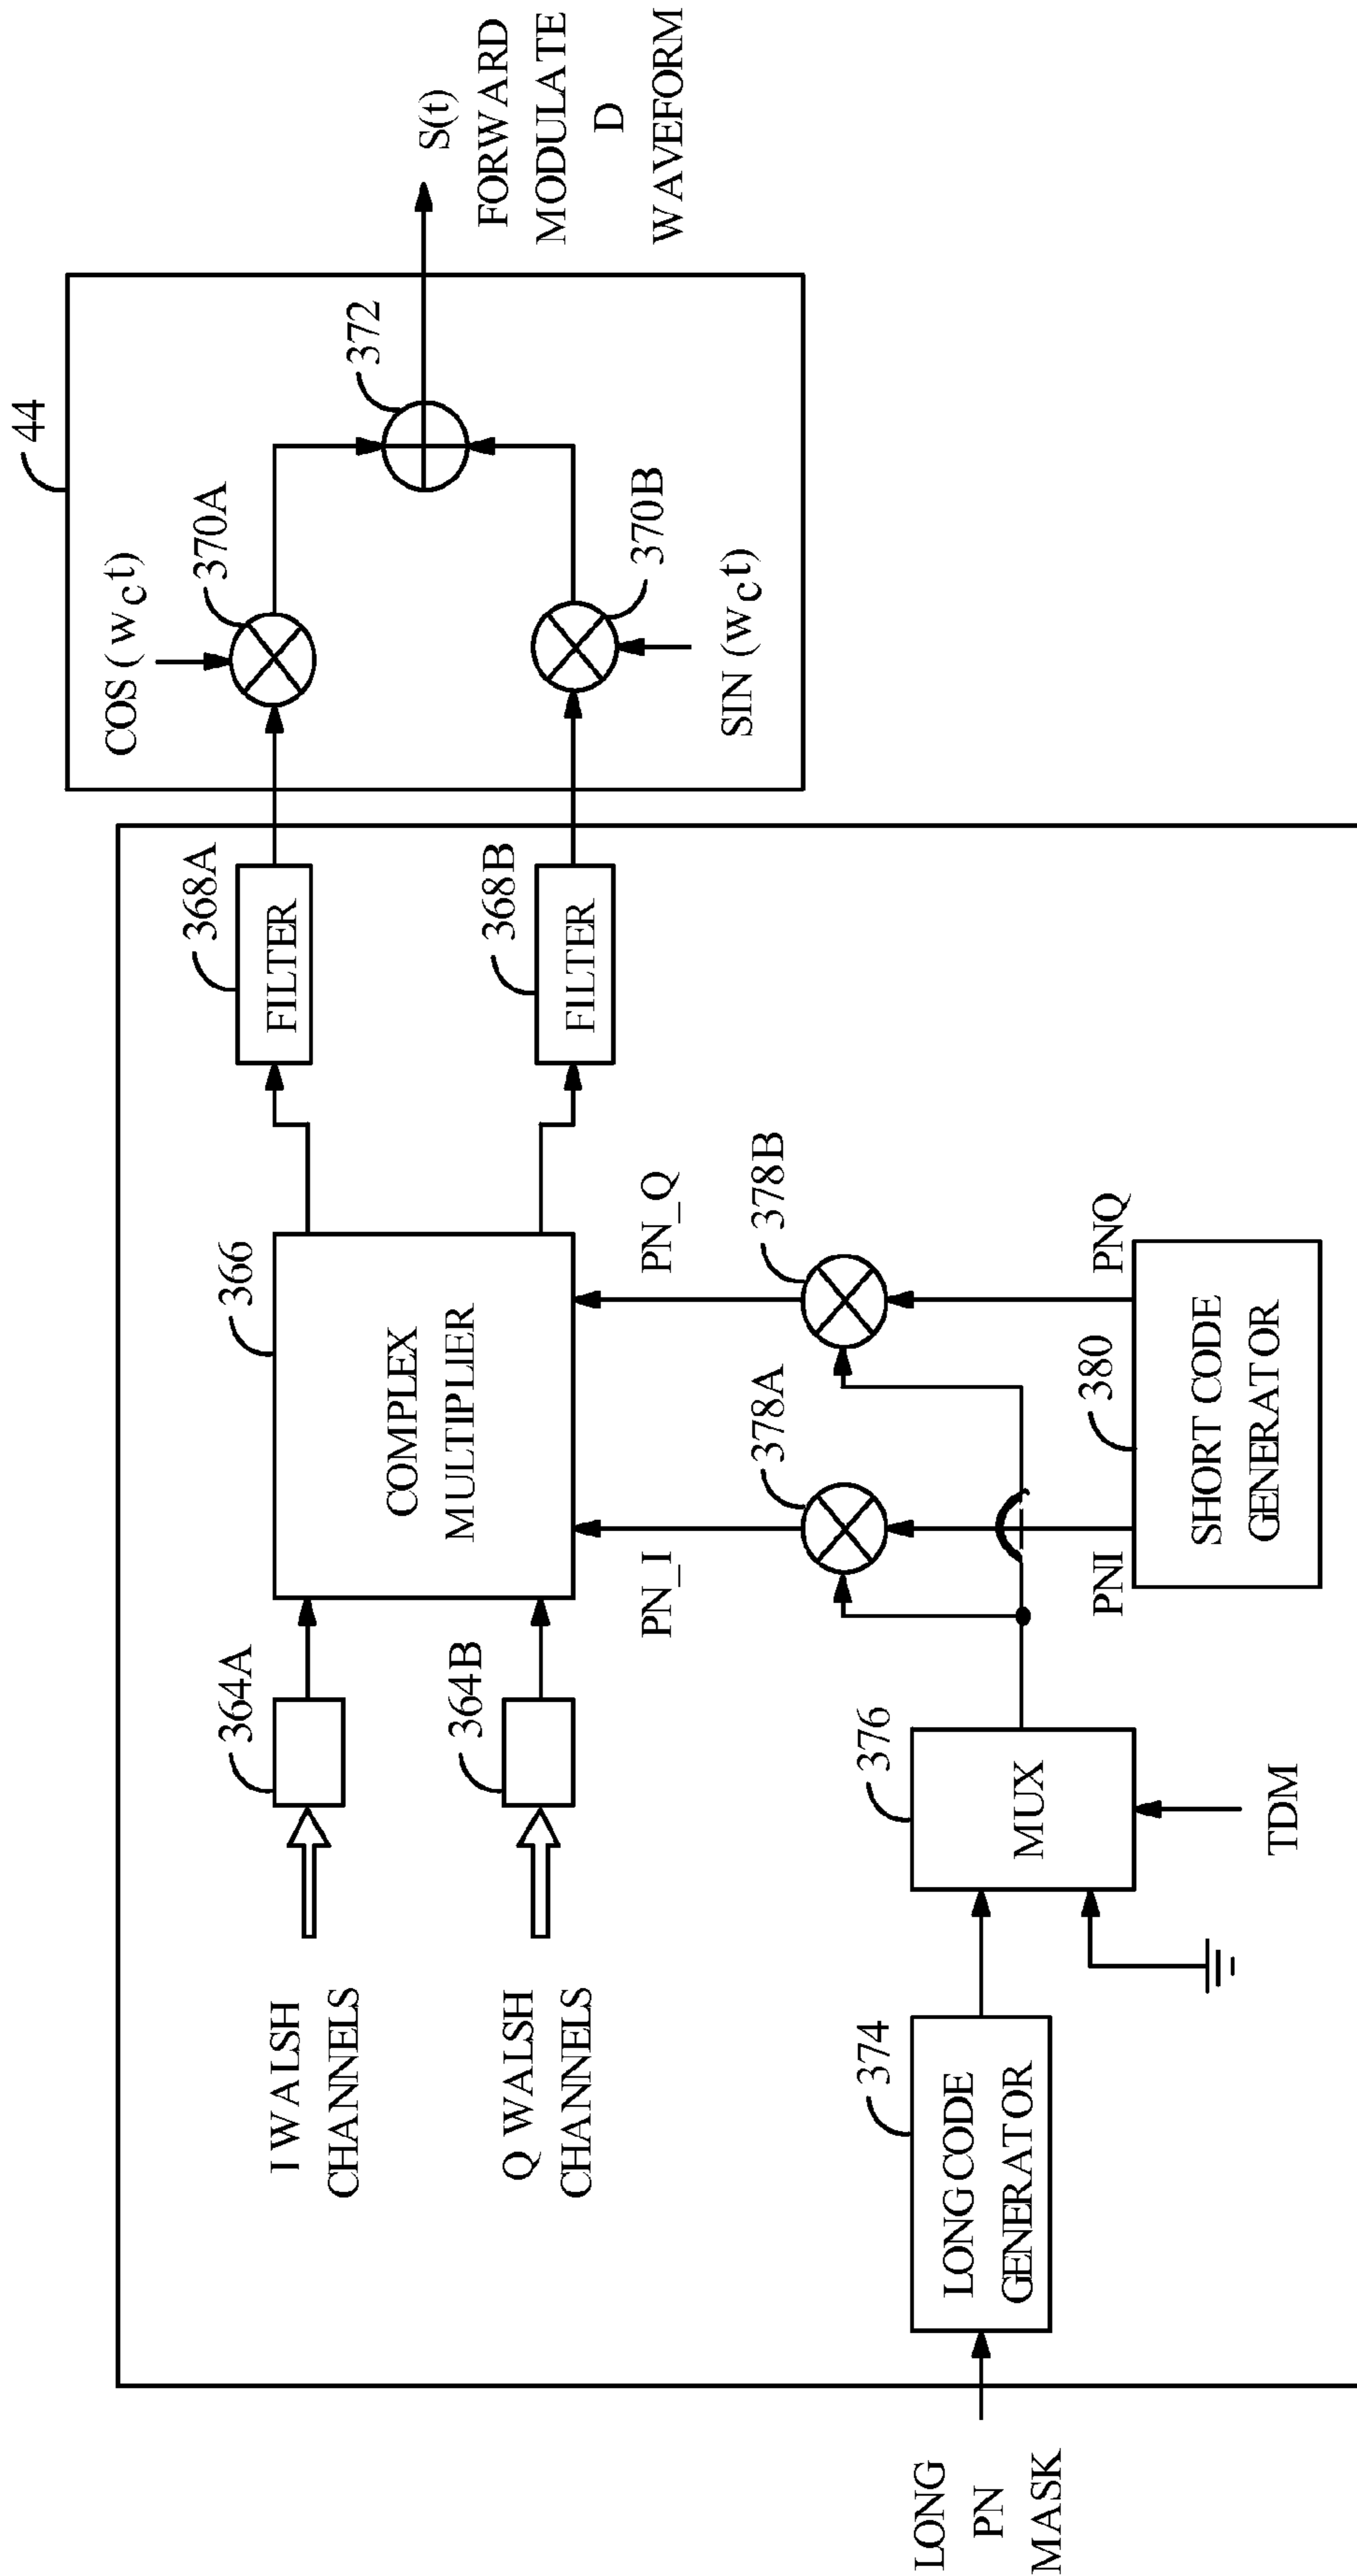 44
COS (wct)
370A
372
S(t)
FORWARD
MODULATE
D
WAVEFORM
370B
SIN (wct)
I WALSH
CHANNELS
364A
366
COMPLEX
MULTIPLIER
368A
FILTER
Q WALSH
CHANNELS
364B
368B
FILTER
PN_I
PN_Q
378A
378B
LONG
PN
MASK
374
LONG CODE
GENERATOR
376
MUX
TDM
PNI
380
PNQ
SHORT CODE
GENERATOR